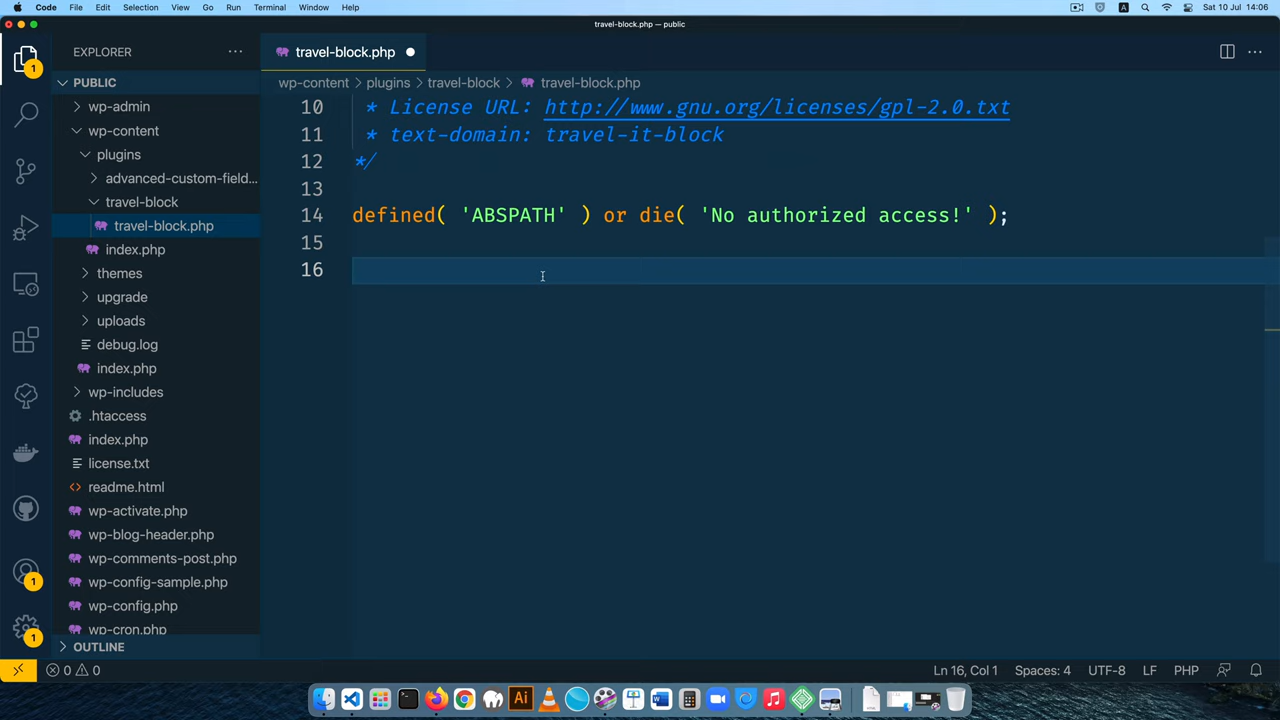 Code File Edit Selection View Go Run Terminal Window Help A Sat 10 Jul 14:06
travel-block.php — public
EXPLORER
travel-block.php
PUBLIC
wp-content > plugins > travel-block > travel-block.php
wp-admin
wp-content
plugins
advanced-custom-field...
travel-block
travel-block.php
index.php
themes
upgrade
uploads
debug.log
index.php
wp-includes
.htaccess
index.php
license.txt
readme.html
wp-activate.php
wp-blog-header.php
wp-comments-post.php
wp-config-sample.php
wp-config.php
wp-cron.php
OUTLINE
10 * License URL: http://www.gnu.org/licenses/gpl-2.0.txt
11 * text-domain: travel-it-block
12 */
13
14 defined( 'ABSPATH' ) or die( 'No authorized access!' );
15
16
1
1
1
0 0
Ln 16, Col 1 Spaces: 4 UTF-8 LF PHP
Ai